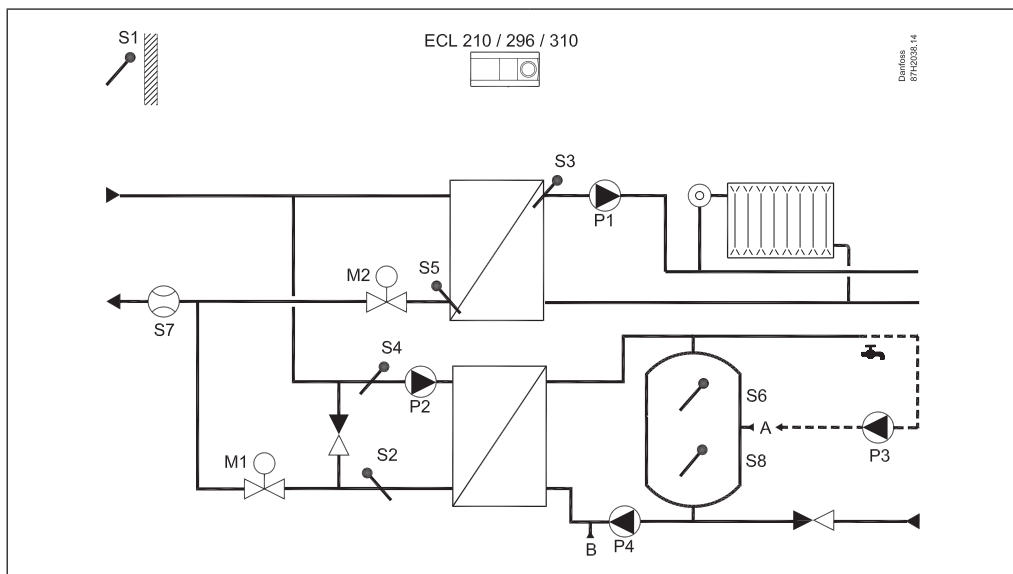 S1
ECL 210 / 296 / 310
Danfoss
87H2038.14
S3
P1
M2
S5
S7
S4
P2
S6
A
P3
S8
M1
S2
B
P4